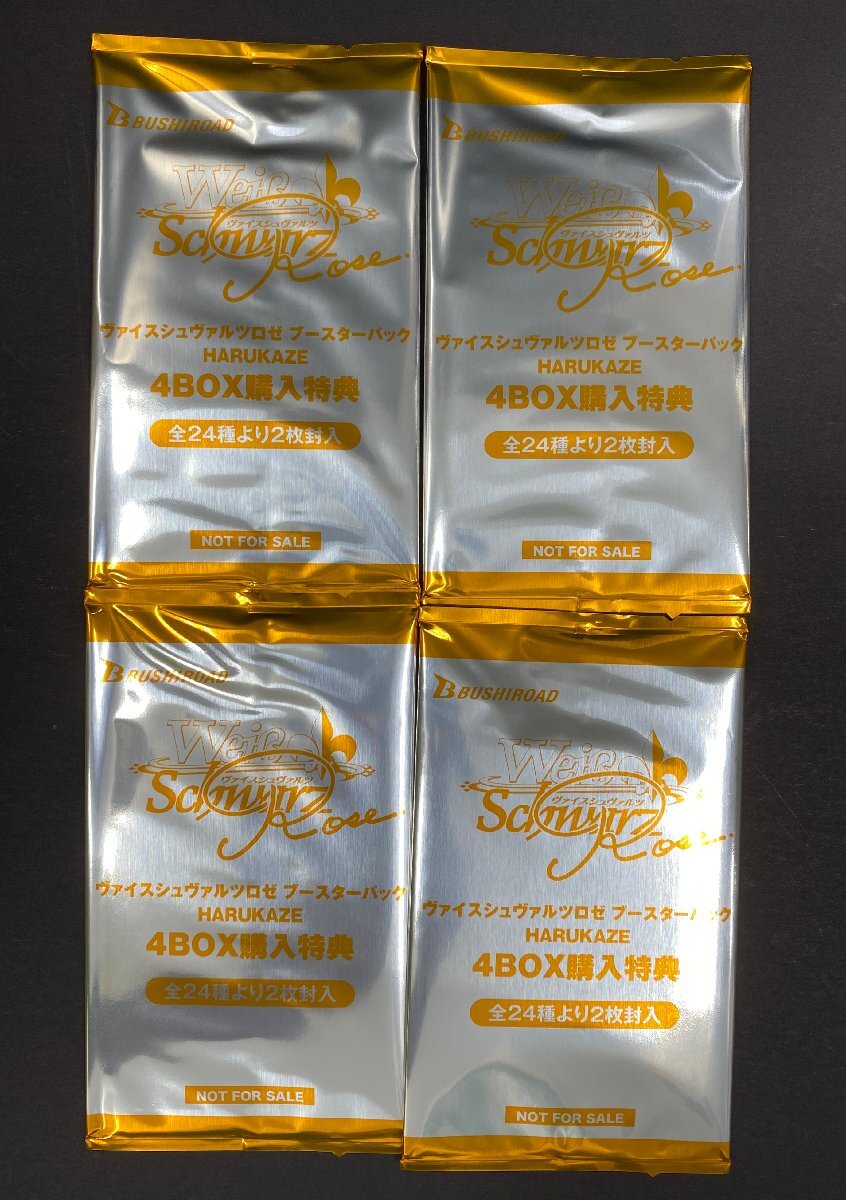 BUSHIROAD
Weiß
ヴァイスシュヴァルツ
Schwarz
Rose
ヴァイスシュヴァルツロゼ ブースターパック
HARUKAZE
4BOX購入特典
全24種より2枚封入
NOT FOR SALE
BUSHIROAD
Weiß
ヴァイスシュヴァルツ
Schwarz
Rose
ヴァイスシュヴァルツロゼ ブースターパック
HARUKAZE
4BOX購入特典
全24種より2枚封入
NOT FOR SALE
BUSHIROAD
Weiß
ヴァイスシュヴァルツ
Schwarz
Rose
ヴァイスシュヴァルツロゼ ブースターパック
HARUKAZE
4BOX購入特典
全24種より2枚封入
NOT FOR SALE
BUSHIROAD
Weiß
ヴァイスシュヴァルツ
Schwarz
Rose
ヴァイスシュヴァルツロゼ ブースターパック
HARUKAZE
4BOX購入特典
全24種より2枚封入
NOT FOR SALE